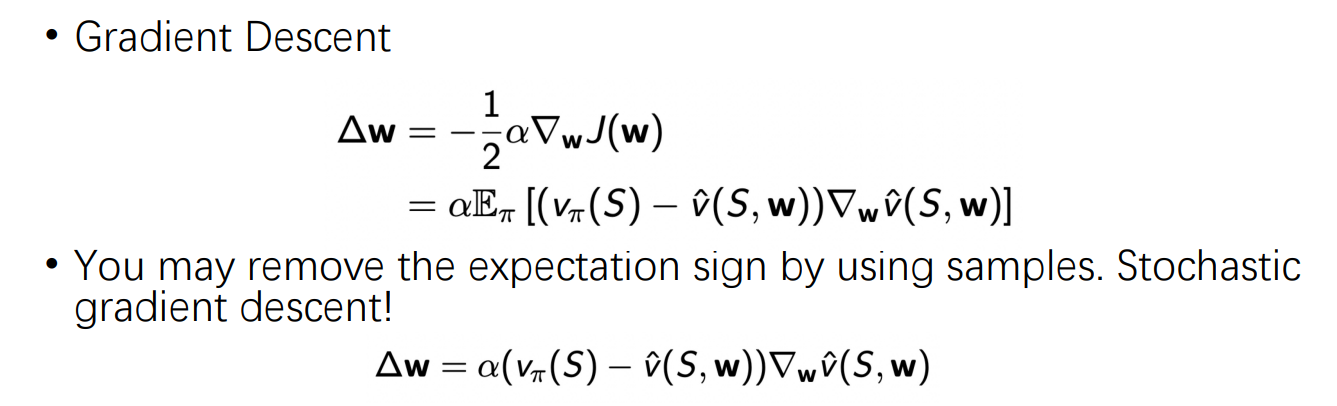 • Gradient Descent
Δw = −\frac{1}{2}α∇_w J(w)
= α𝔼_π [(v_π(S) − v̂(S, w))∇_w v̂(S, w)]
• You may remove the expectation sign by using samples. Stochastic
gradient descent!
Δw = α(v_π(S) − v̂(S, w))∇_w v̂(S, w)